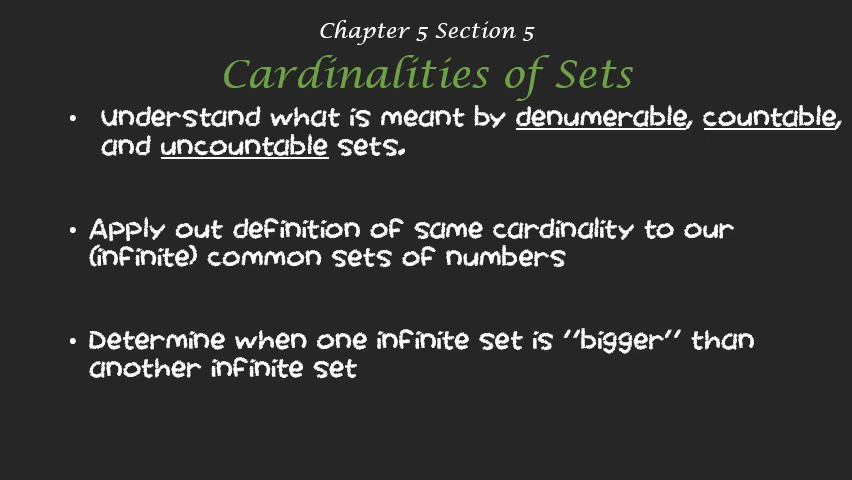 Chapter 5 Section 5
Cardinalities of Sets
• Understand what is meant by denumerable, countable,
and uncountable sets.
• Apply out definition of same cardinality to our
(infinite) common sets of numbers
• Determine when one infinite set is "bigger" than
another infinite set